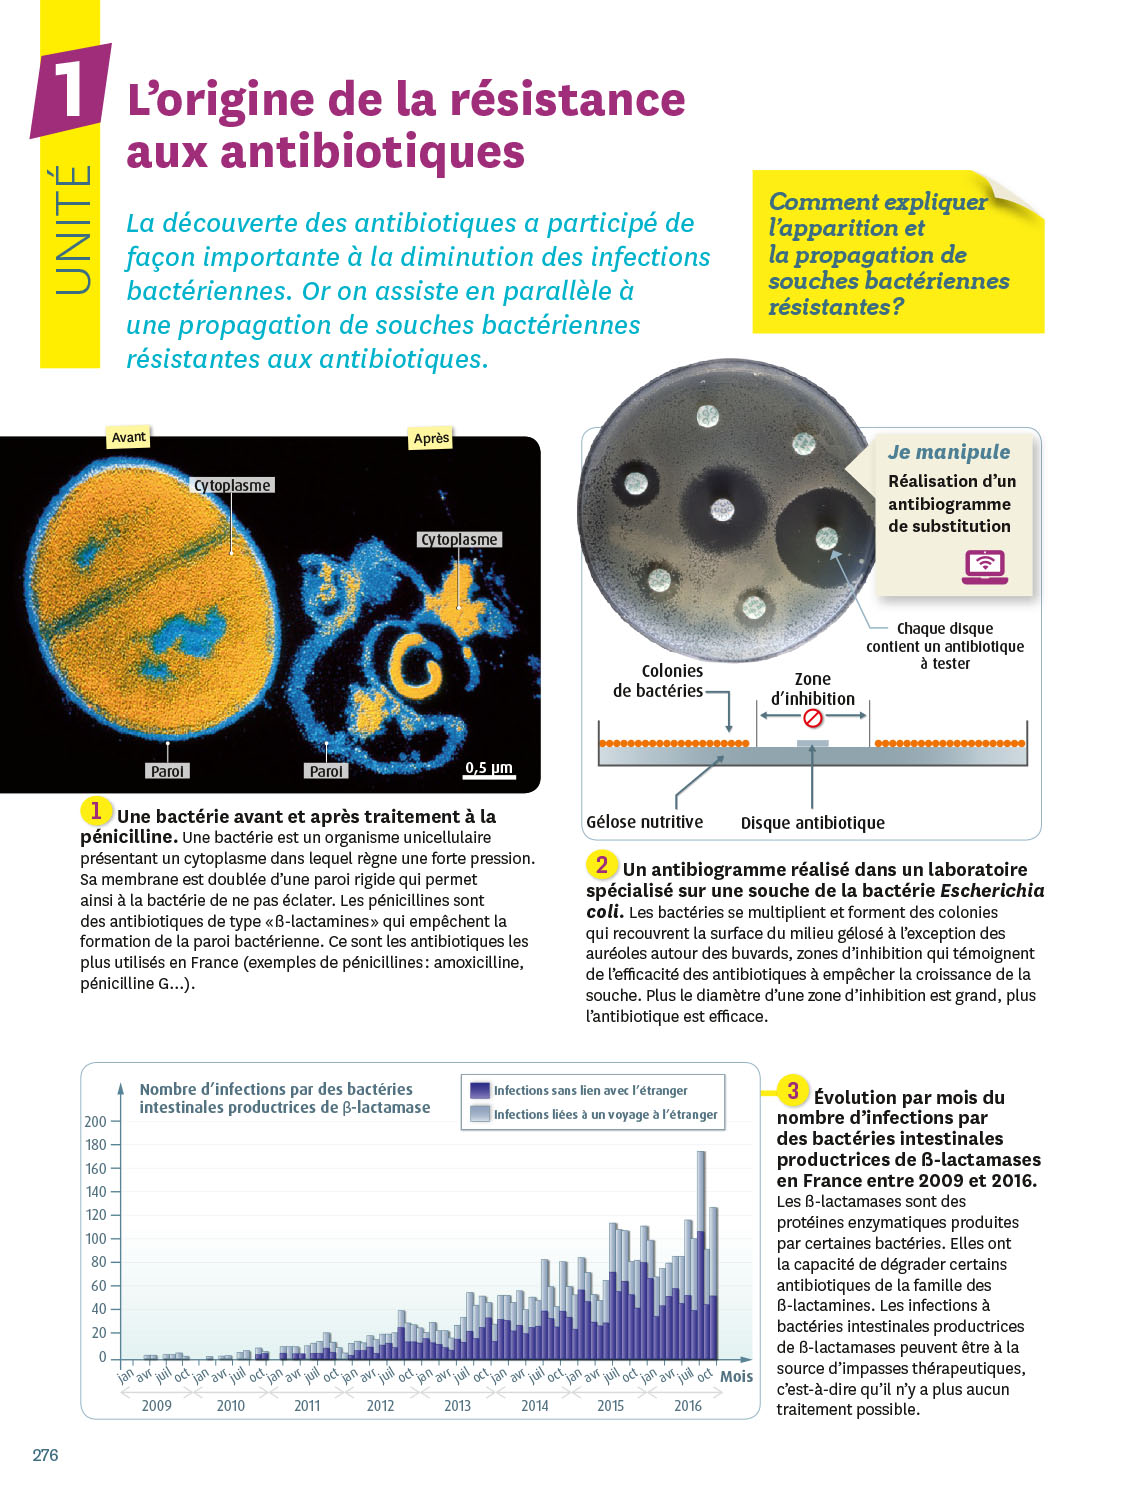 1
UNITÉ
L'origine de la résistance
aux antibiotiques
La découverte des antibiotiques a participé de
façon importante à la diminution des infections
bactériennes. Or on assiste en parallèle à
une propagation de souches bactériennes
résistantes aux antibiotiques.
Comment expliquer
l'apparition et
la propagation de
souches bactériennes
résistantes ?
Avant
Après
Cytoplasme
Cytoplasme
Paroi
Paroi
0,5 µm
1 Une bactérie avant et après traitement à la
pénicilline. Une bactérie est un organisme unicellulaire
présentant un cytoplasme dans lequel règne une forte pression.
Sa membrane est doublée d'une paroi rigide qui permet
ainsi à la bactérie de ne pas éclater. Les pénicillines sont
des antibiotiques de type «ß-lactamines» qui empêchent la
formation de la paroi bactérienne. Ce sont les antibiotiques les
plus utilisés en France (exemples de pénicillines : amoxicilline,
pénicilline G...).
Je manipule
Réalisation d'un
antibiogramme
de substitution
Chaque disque
contient un antibiotique
à tester
Colonies
de bactéries
Zone
d'inhibition
Gélose nutritive
Disque antibiotique
2 Un antibiogramme réalisé dans un laboratoire
spécialisé sur une souche de la bactérie Escherichia
coli. Les bactéries se multiplient et forment des colonies
qui recouvrent la surface du milieu gélosé à l'exception des
auréoles autour des buvards, zones d'inhibition qui témoignent
de l'efficacité des antibiotiques à empêcher la croissance de la
souche. Plus le diamètre d'une zone d'inhibition est grand, plus
l'antibiotique est efficace.
Nombre d'infections par des bactéries
intestinales productrices de β-lactamase
Infections sans lien avec l'étranger
Infections liées à un voyage à l'étranger
200
180
160
140
120
100
80
60
40
20
0
jan avr juil oct jan avr juil oct jan avr juil oct jan avr juil oct jan avr juil oct jan avr juil oct jan avr juil oct jan avr juil oct Mois
2009 2010 2011 2012 2013 2014 2015 2016
3 Évolution par mois du
nombre d'infections par
des bactéries intestinales
productrices de ß-lactamases
en France entre 2009 et 2016.
Les ß-lactamases sont des
protéines enzymatiques produites
par certaines bactéries. Elles ont
la capacité de dégrader certains
antibiotiques de la famille des
ß-lactamines. Les infections à
bactéries intestinales productrices
de ß-lactamases peuvent être à la
source d'impasses thérapeutiques,
c'est-à-dire qu'il n'y a plus aucun
traitement possible.
276